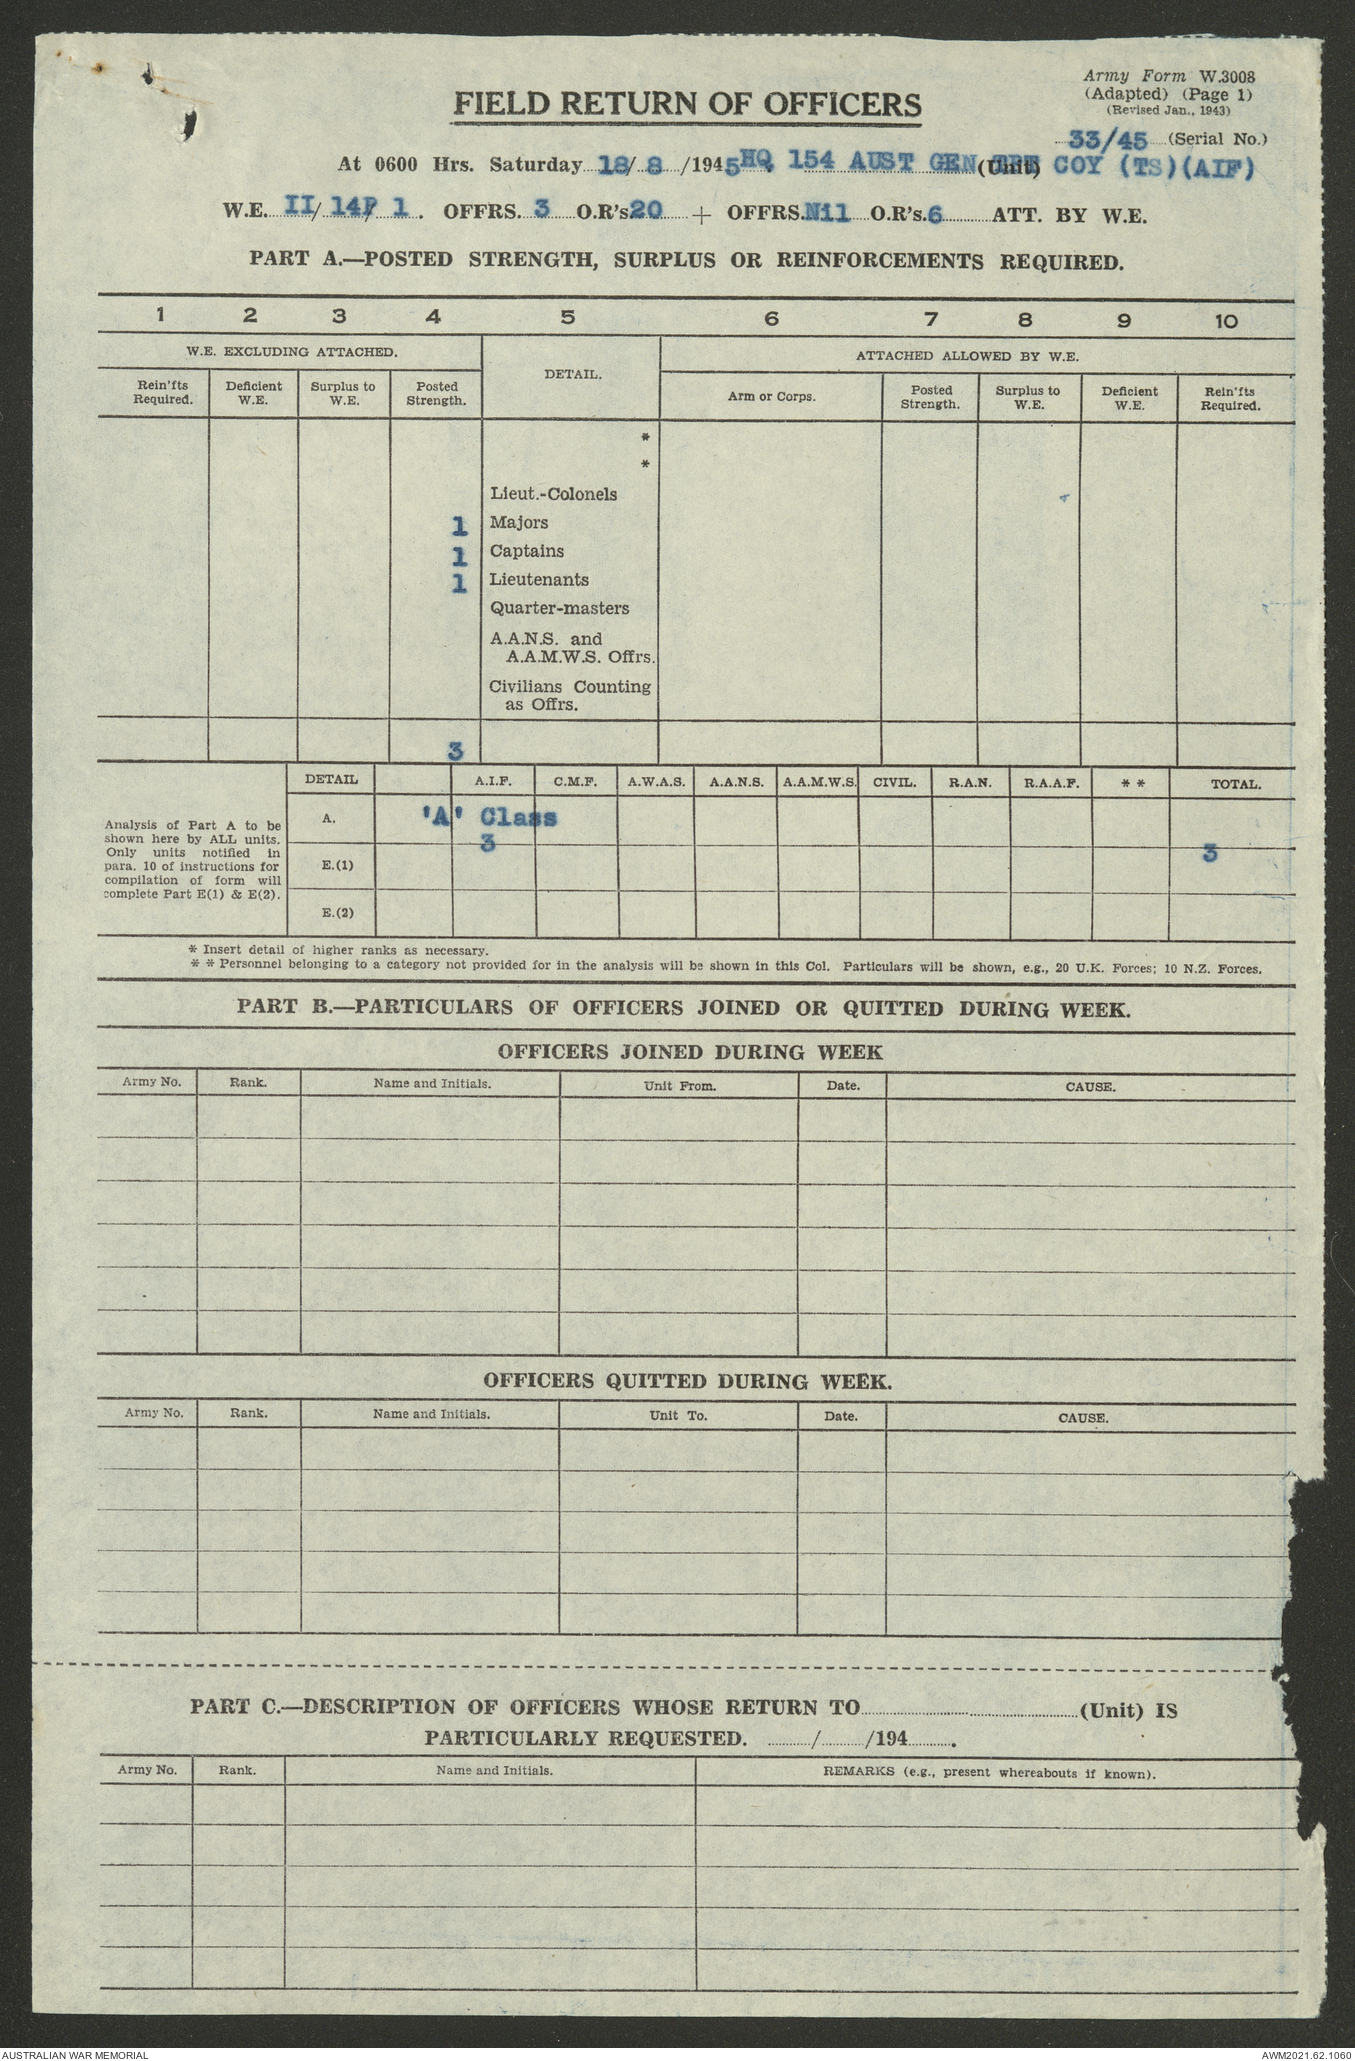 Army Form W.3008
(Adapted) (Page 1)
(Revised Jan., 1943)
FIELD RETURN OF OFFICERS
33/45 (Serial No.)
At 0600 Hrs. Saturday 18/ 8 /1945 HQ 154 AUST GEN (Unit) COY (TS)(AIF)
W.E. II/ 14 / 1 . OFFRS. 3 O.R's. 20 + OFFRS. Nil O.R's. 6 ATT. BY W.E.
PART A.—POSTED STRENGTH, SURPLUS OR REINFORCEMENTS REQUIRED.
1 2 3 4 5 6 7 8 9 10
W.E. EXCLUDING ATTACHED. DETAIL. ATTACHED ALLOWED BY W.E.
Rein'fts Required. Deficient W.E. Surplus to W.E. Posted Strength. Arm or Corps. Posted Strength. Surplus to W.E. Deficient W.E. Rein'fts Required.
*
*
Lieut.-Colonels
1 Majors
1 Captains
1 Lieutenants
Quarter-masters
A.A.N.S. and
A.A.M.W.S. Offrs.
Civilians Counting
as Offrs.
3
DETAIL A.I.F. C.M.F. A.W.A.S. A.A.N.S. A.A.M.W.S. CIVIL. R.A.N. R.A.A.F. * * TOTAL.
Analysis of Part A to be
shown here by ALL units.
Only units notified in
para. 10 of instructions for
compilation of form will
complete Part E(1) & E(2).
A. 'A' Class
3 3
E.(1)
E.(2)
* Insert detail of higher ranks as necessary.
* * Personnel belonging to a category not provided for in the analysis will be shown in this Col. Particulars will be shown, e.g., 20 U.K. Forces; 10 N.Z. Forces.
PART B.—PARTICULARS OF OFFICERS JOINED OR QUITTED DURING WEEK.
OFFICERS JOINED DURING WEEK
Army No. Rank. Name and Initials. Unit From. Date. CAUSE.
OFFICERS QUITTED DURING WEEK.
Army No. Rank. Name and Initials. Unit To. Date. CAUSE.
PART C.—DESCRIPTION OF OFFICERS WHOSE RETURN TO (Unit) IS
PARTICULARLY REQUESTED. / /194 .
Army No. Rank. Name and Initials. REMARKS (e.g., present whereabouts if known).
AUSTRALIAN WAR MEMORIAL AWM2021.62.1060